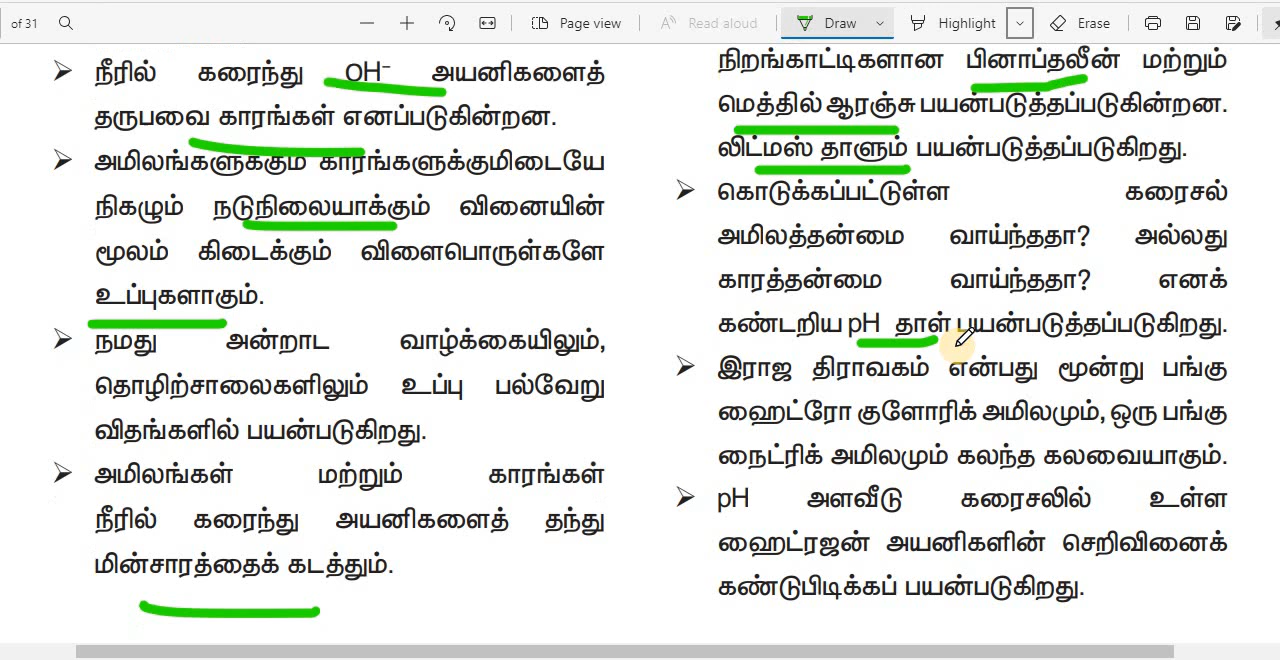 of 31
Page view
Read aloud
Draw
Highlight
Erase
➤ நீரில் கரைந்து OH⁻ அயனிகளைத்
தருபவை காரங்கள் எனப்படுகின்றன.
➤ அமிலங்களுக்கும் காரங்களுக்குமிடையே
நிகழும் நடுநிலையாக்கும் வினையின்
மூலம் கிடைக்கும் விளைபொருள்களே
உப்புகளாகும்.
➤ நமது அன்றாட வாழ்க்கையிலும்,
தொழிற்சாலைகளிலும் உப்பு பல்வேறு
விதங்களில் பயன்படுகிறது.
➤ அமிலங்கள் மற்றும் காரங்கள்
நீரில் கரைந்து அயனிகளைத் தந்து
மின்சாரத்தைக் கடத்தும்.
நிறங்காட்டிகளான பினாப்தலீன் மற்றும்
மெத்தில் ஆரஞ்சு பயன்படுத்தப்படுகின்றன.
லிட்மஸ் தாளும் பயன்படுத்தப்படுகிறது.
➤ கொடுக்கப்பட்டுள்ள கரைசல்
அமிலத்தன்மை வாய்ந்ததா? அல்லது
காரத்தன்மை வாய்ந்ததா? எனக்
கண்டறிய pH தாள் பயன்படுத்தப்படுகிறது.
➤ இராஜ திராவகம் என்பது மூன்று பங்கு
ஹைட்ரோ குளோரிக் அமிலமும், ஒரு பங்கு
நைட்ரிக் அமிலமும் கலந்த கலவையாகும்.
➤ pH அளவீடு கரைசலில் உள்ள
ஹைட்ரஜன் அயனிகளின் செறிவினைக்
கண்டுபிடிக்கப் பயன்படுகிறது.